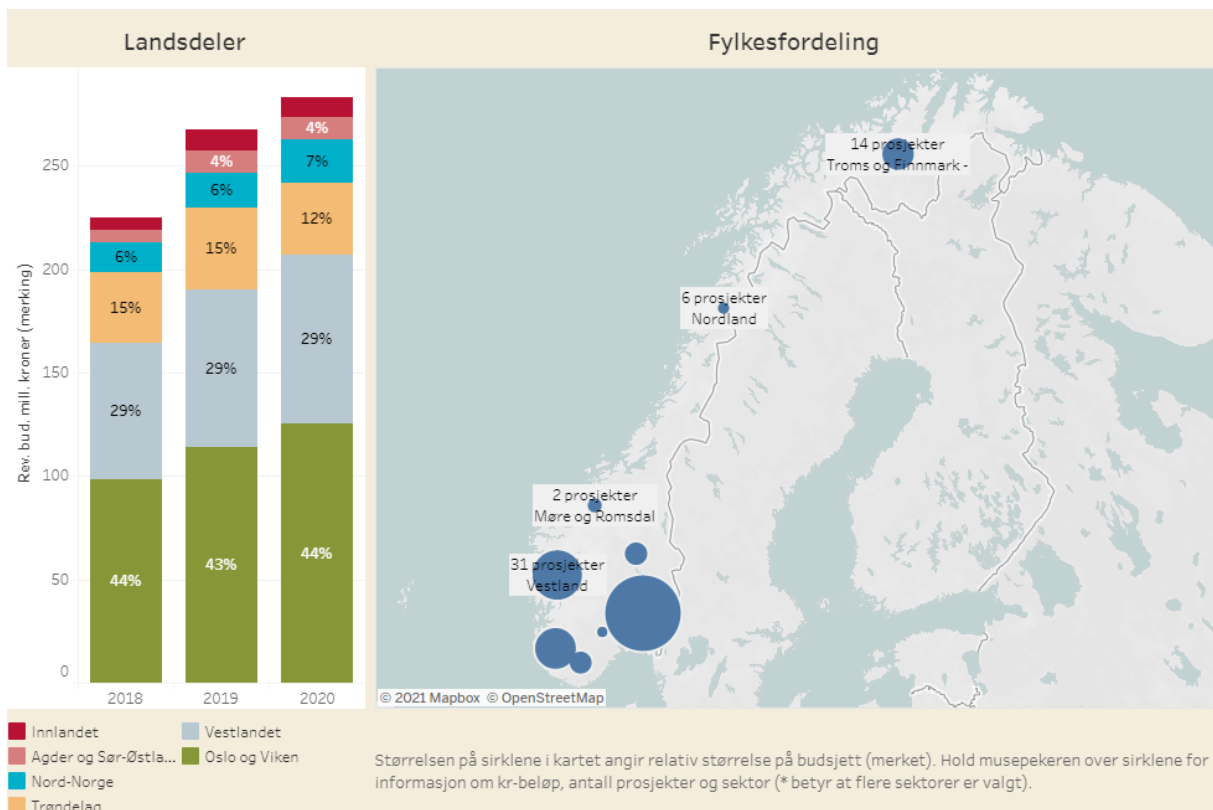 Landsdeler
Fylkesfordeling
Rev. bud. mill. kroner (merking)
250
200
150
100
50
0
6%
15%
29%
44%
4%
6%
15%
29%
43%
4%
7%
12%
29%
44%
2018
2019
2020
14 prosjekter
Troms og Finnmark -
6 prosjekter
Nordland
2 prosjekter
Møre og Romsdal
31 prosjekter
Vestland
© 2021 Mapbox © OpenStreetMap
Innlandet
Agder og Sør-Østla...
Nord-Norge
Trøndelag
Vestlandet
Oslo og Viken
Størrelsen på sirklene i kartet angir relativ størrelse på budsjett (merket). Hold musepekeren over sirklene for
informasjon om kr-beløp, antall prosjekter og sektor (* betyr at flere sektorer er valgt).